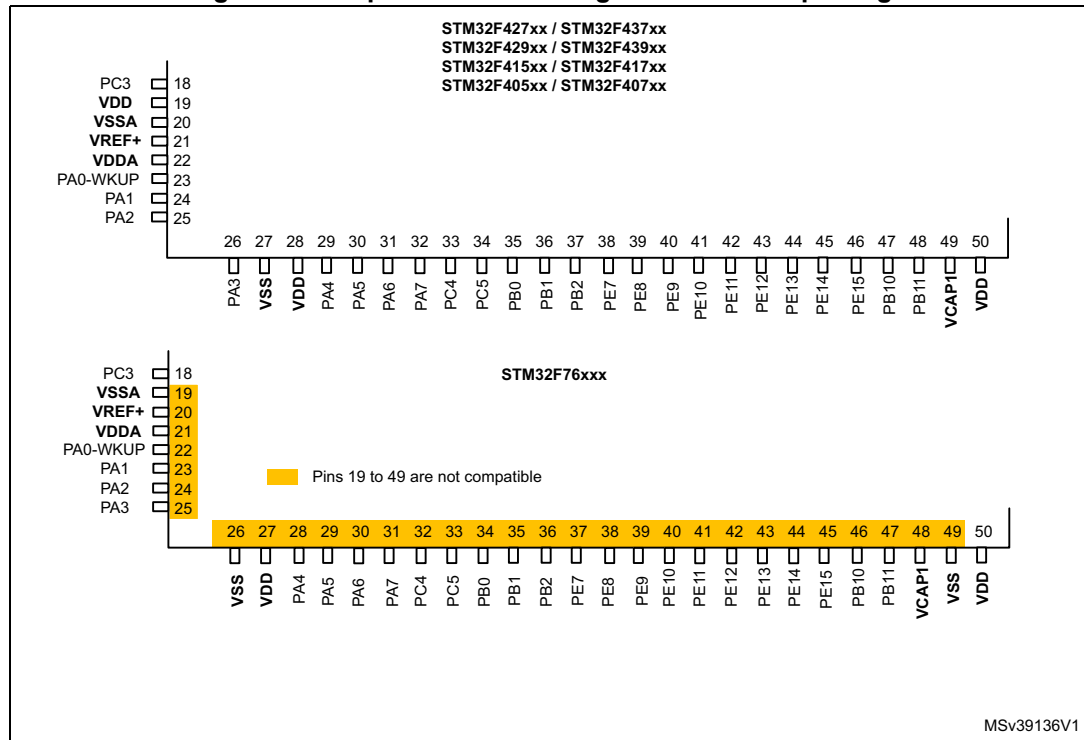 STM32F427xx / STM32F437xx
STM32F429xx / STM32F439xx
STM32F415xx / STM32F417xx
STM32F405xx / STM32F407xx
PC3 18
VDD 19
VSSA 20
VREF+ 21
VDDA 22
PA0-WKUP 23
PA1 24
PA2 25
26 27 28 29 30 31 32 33 34 35 36 37 38 39 40 41 42 43 44 45 46 47 48 49 50
PA3 VSS VDD PA4 PA5 PA6 PA7 PC4 PC5 PB0 PB1 PB2 PE7 PE8 PE9 PE10 PE11 PE12 PE13 PE14 PE15 PB10 PB11 VCAP1 VDD
STM32F76xxx
PC3 18
VSSA 19
VREF+ 20
VDDA 21
PA0-WKUP 22
PA1 23
PA2 24
PA3 25
Pins 19 to 49 are not compatible
26 27 28 29 30 31 32 33 34 35 36 37 38 39 40 41 42 43 44 45 46 47 48 49 50
VSS VDD PA4 PA5 PA6 PA7 PC4 PC5 PB0 PB1 PB2 PE7 PE8 PE9 PE10 PE11 PE12 PE13 PE14 PE15 PB10 PB11 VCAP1 VSS VDD
MSv39136V1